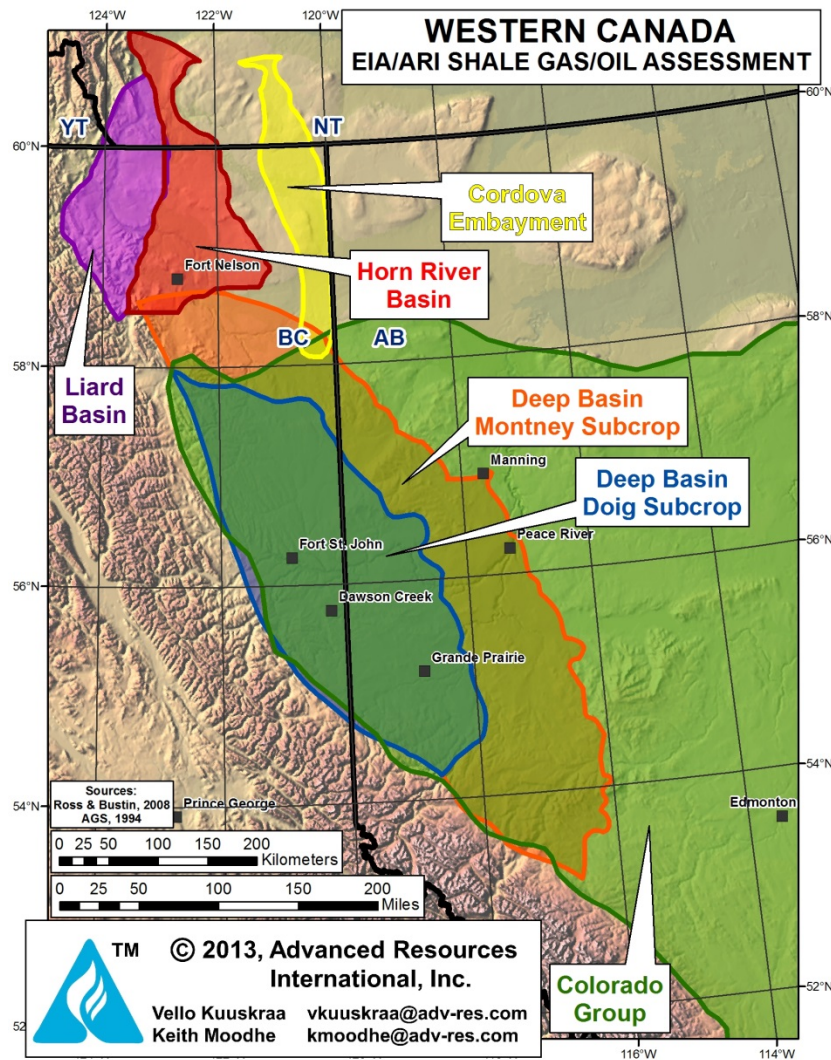 124°W
122°W
120°W
WESTERN CANADA
EIA/ARI SHALE GAS/OIL ASSESSMENT
60°N
YT
NT
60°N
Cordova
Embayment
Fort Nelson
Horn River
Basin
58°N
BC
AB
58°N
Liard
Basin
Deep Basin
Montney Subcrop
Manning
Deep Basin
Doig Subcrop
Fort St. John
Peace River
56°N
56°N
Dawson Creek
Grande Prairie
54°N
Sources:
Ross & Bustin, 2008
AGS, 1994
54°N
Prince George
Edmonton
0 25 50 100 150 200
Kilometers
0 25 50 100 150 200
Miles
TM
© 2013, Advanced Resources
International, Inc.
Vello Kuuskraa vkuuskraa@adv-res.com
Keith Moodhe kmoodhe@adv-res.com
Colorado
Group
52°N
116°W
114°W